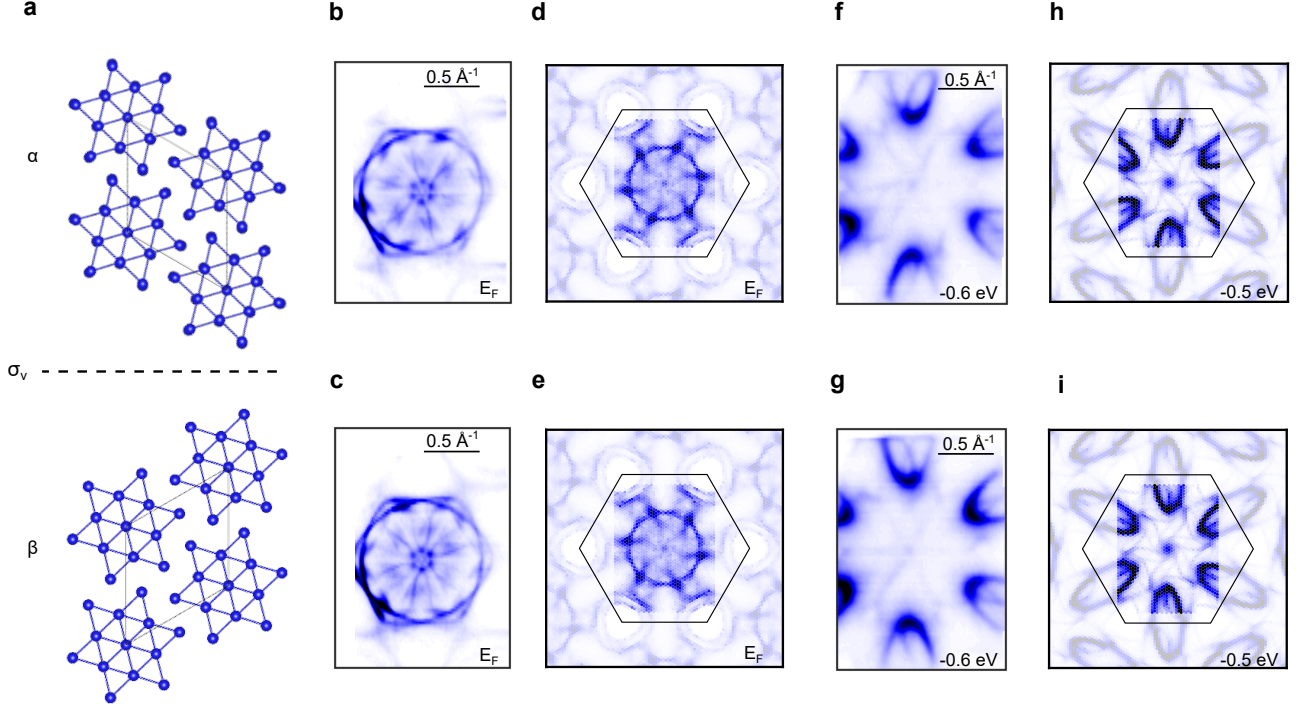 a
b
d
f
h
0.5 Å⁻¹
0.5 Å⁻¹
α
E_F
E_F
-0.6 eV
-0.5 eV
σ_v
c
e
g
i
0.5 Å⁻¹
0.5 Å⁻¹
β
E_F
E_F
-0.6 eV
-0.5 eV